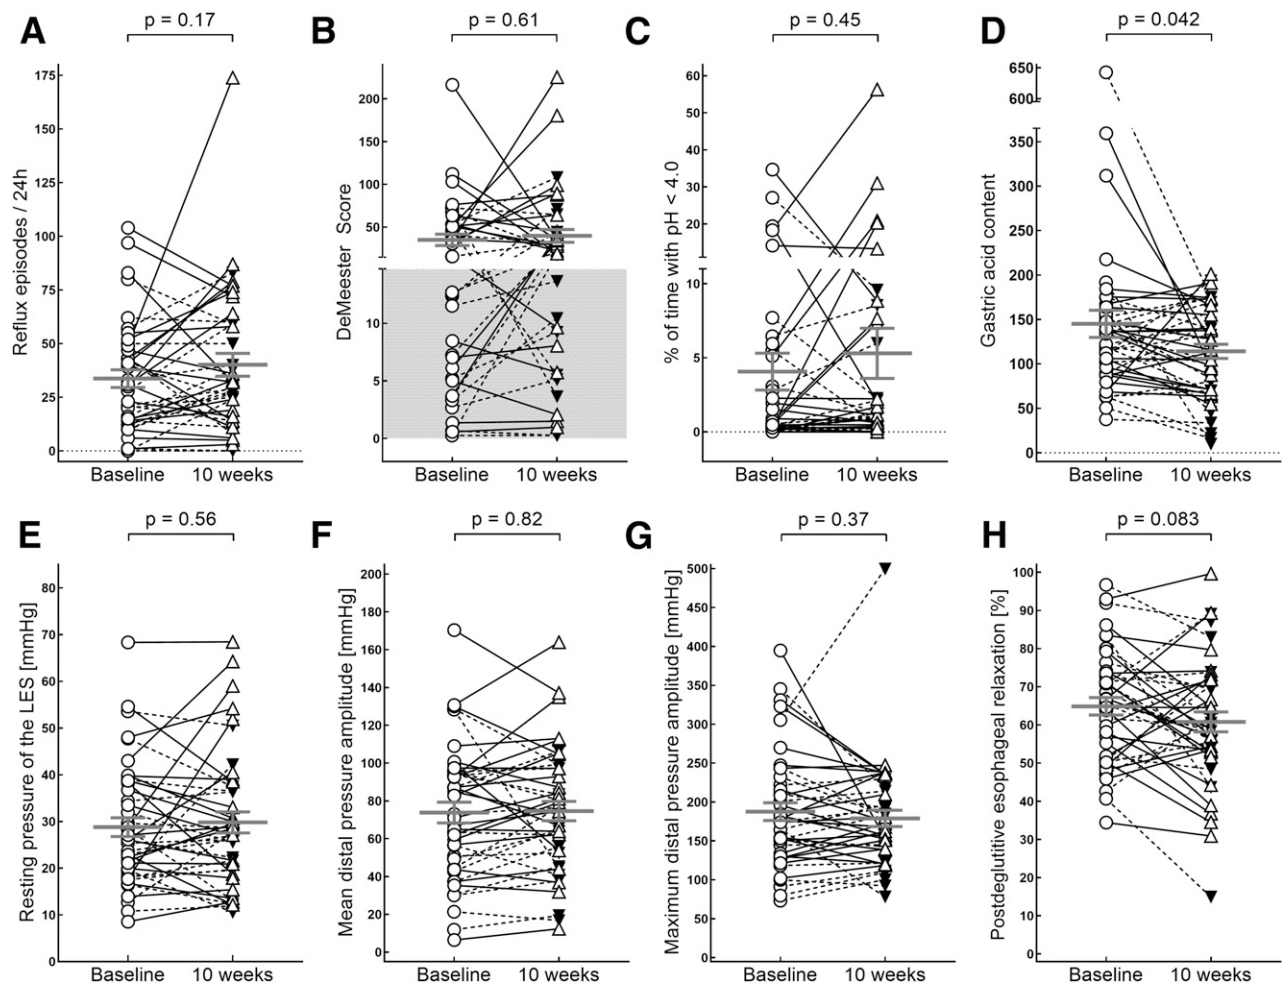 A
p = 0.17
Reflux episodes / 24h
175
150
125
100
75
50
25
0
Baseline
10 weeks
B
p = 0.61
DeMeester Score
200
150
100
50
10
5
0
Baseline
10 weeks
C
p = 0.45
% of time with pH < 4.0
60
50
40
30
20
10
5
0
Baseline
10 weeks
D
p = 0.042
Gastric acid content
650
600
350
300
250
200
150
100
50
0
Baseline
10 weeks
E
p = 0.56
Resting pressure of the LES [mmHg]
80
70
60
50
40
30
20
10
0
Baseline
10 weeks
F
p = 0.82
Mean distal pressure amplitude [mmHg]
200
180
160
140
120
100
80
60
40
20
0
Baseline
10 weeks
G
p = 0.37
Maximum distal pressure amplitude [mmHg]
500
450
400
350
300
250
200
150
100
50
0
Baseline
10 weeks
H
p = 0.083
Postdeglutitive esophageal relaxation [%]
100
90
80
70
60
50
40
30
20
10
0
Baseline
10 weeks